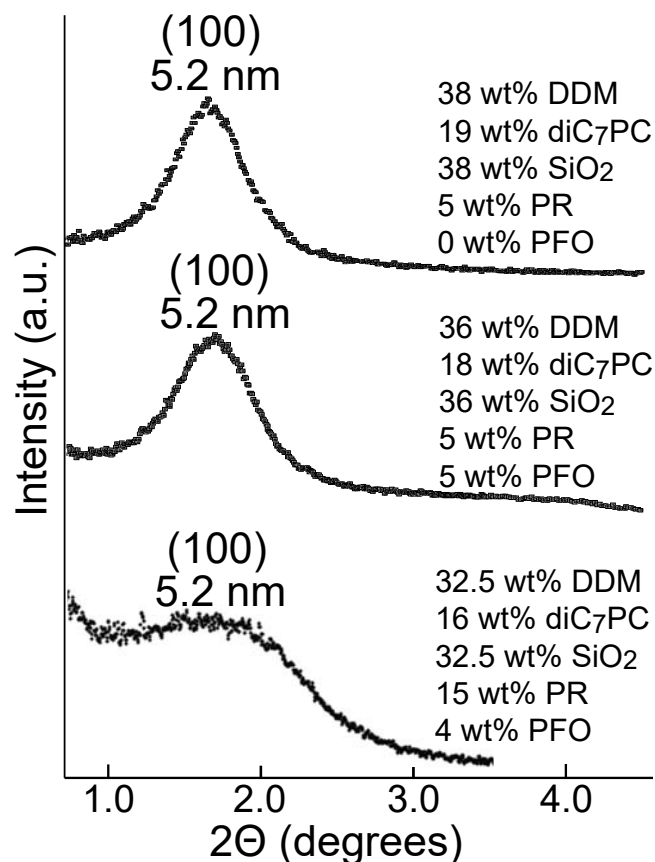 (100)
5.2 nm
38 wt% DDM
19 wt% diC₇PC
38 wt% SiO₂
5 wt% PR
0 wt% PFO
(100)
5.2 nm
36 wt% DDM
18 wt% diC₇PC
36 wt% SiO₂
5 wt% PR
5 wt% PFO
(100)
5.2 nm
32.5 wt% DDM
16 wt% diC₇PC
32.5 wt% SiO₂
15 wt% PR
4 wt% PFO
Intensity (a.u.)
1.0 2.0 3.0 4.0
2Θ (degrees)